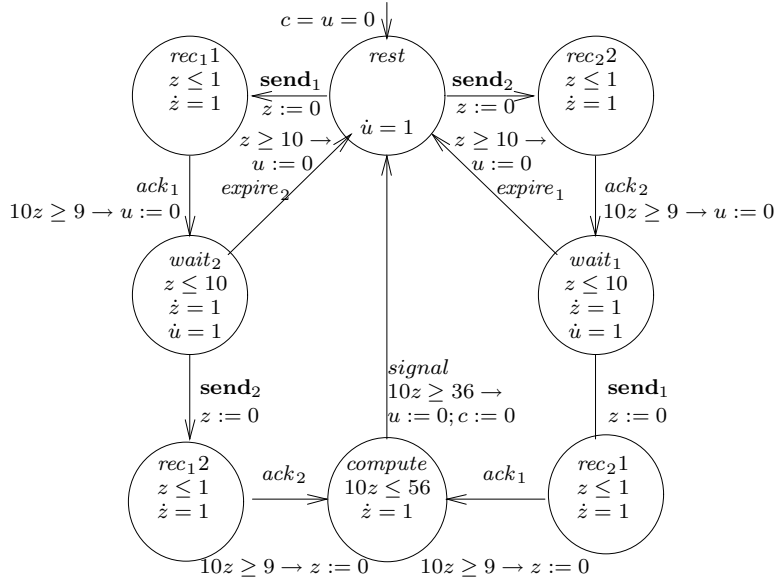 c = u = 0
rec₁1
z ≤ 1
ż = 1
send₁
z := 0
rest
u̇ = 1
send₂
z := 0
rec₂2
z ≤ 1
ż = 1
z ≥ 10 →
u := 0
expire₂
z ≥ 10 →
u := 0
expire₁
ack₁
10z ≥ 9 → u := 0
ack₂
10z ≥ 9 → u := 0
wait₂
z ≤ 10
ż = 1
u̇ = 1
wait₁
z ≤ 10
ż = 1
u̇ = 1
send₂
z := 0
signal
10z ≥ 36 →
u := 0; c := 0
send₁
z := 0
rec₁2
z ≤ 1
ż = 1
ack₂
compute
10z ≤ 56
ż = 1
ack₁
rec₂1
z ≤ 1
ż = 1
10z ≥ 9 → z := 0
10z ≥ 9 → z := 0